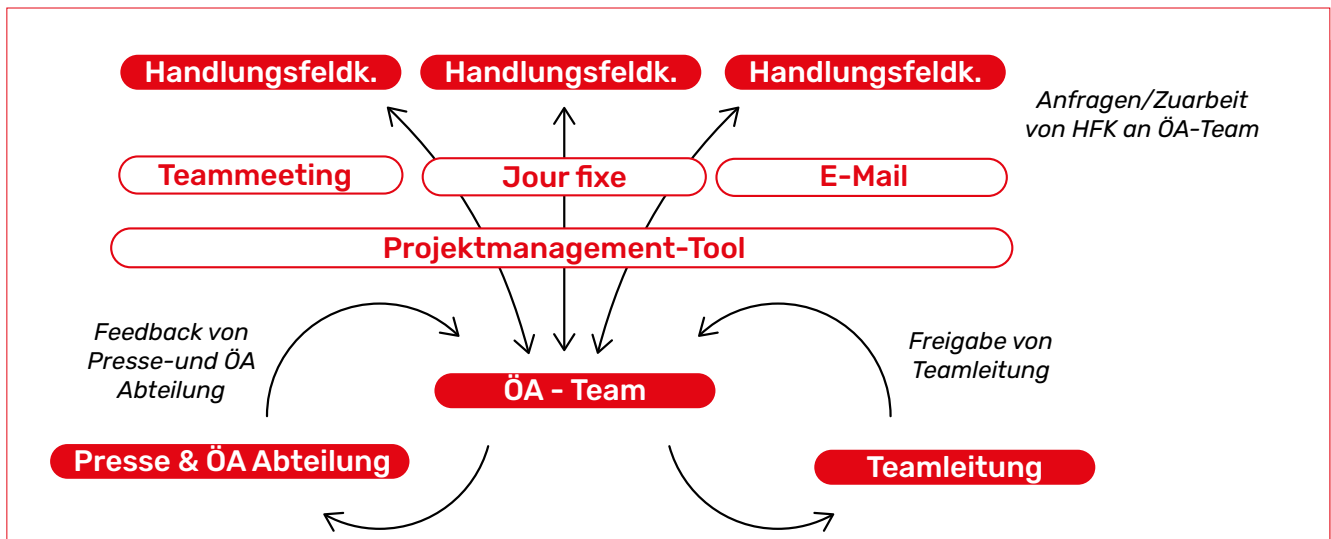 Handlungsfeldk.
Handlungsfeldk.
Handlungsfeldk.
Anfragen/Zuarbeit
von HFK an ÖA-Team
Teammeeting
Jour fixe
E-Mail
Projektmanagement-Tool
Feedback von
Presse-und ÖA
Abteilung
Freigabe von
Teamleitung
ÖA - Team
Presse & ÖA Abteilung
Teamleitung